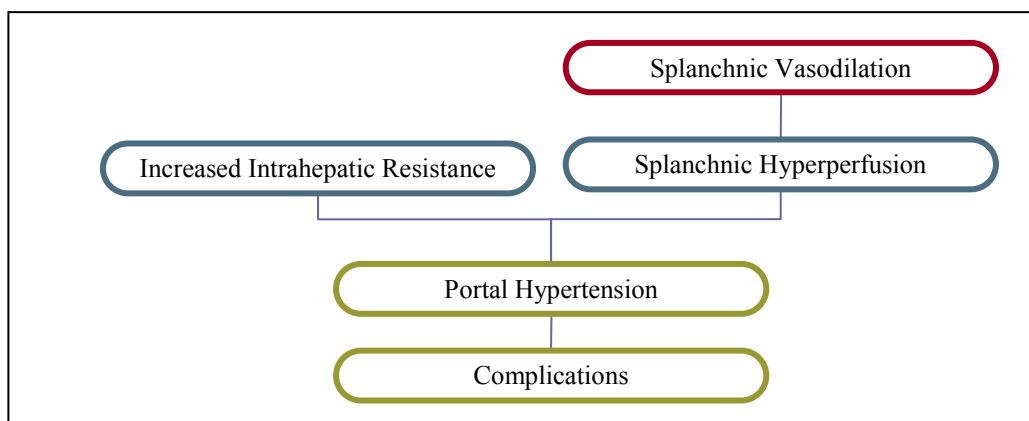 Splanchnic Vasodilation
Increased Intrahepatic Resistance
Splanchnic Hyperperfusion
Portal Hypertension
Complications